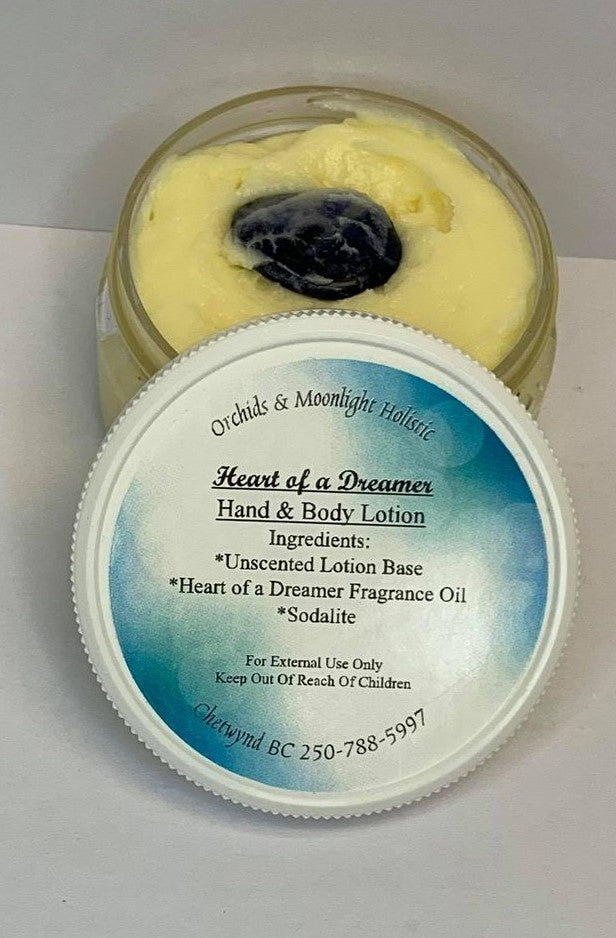 Orchids & Moonlight Holistic
Heart of a Dreamer
Hand & Body Lotion
Ingredients:
*Unscented Lotion Base
*Heart of a Dreamer Fragrance Oil
*Sodalite
For External Use Only
Keep Out Of Reach Of Children
Chetwynd BC 250-788-5997